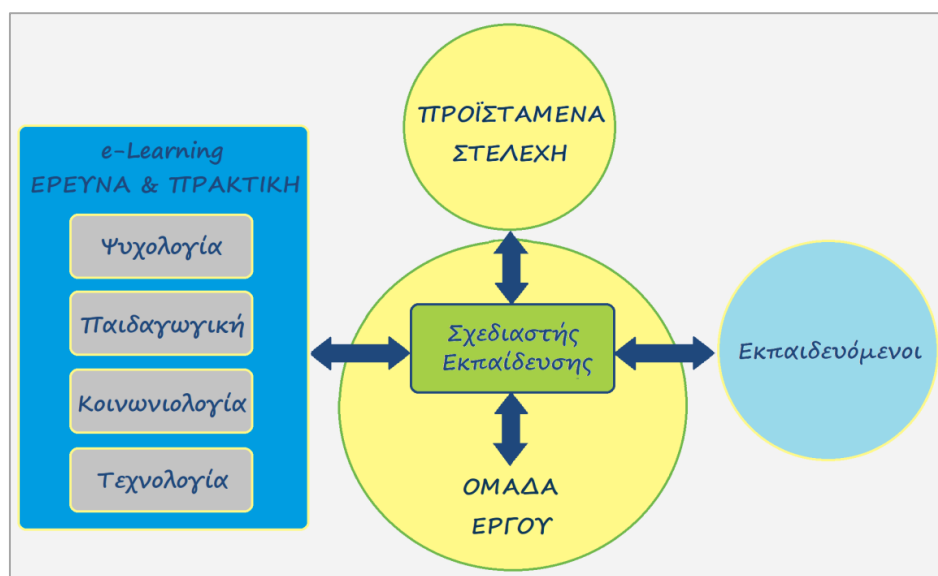 ΠΡΟΪΣΤΑΜΕΝΑ
ΣΤΕΛΕΧΗ
e-Learning
ΕΡΕΥΝΑ & ΠΡΑΚΤΙΚΗ
Ψυχολογία
Παιδαγωγική
Κοινωνιολογία
Τεχνολογία
Σχεδιαστής
Εκπαίδευσης
Εκπαιδευόμενοι
ΟΜΑΔΑ
ΕΡΓΟΥ